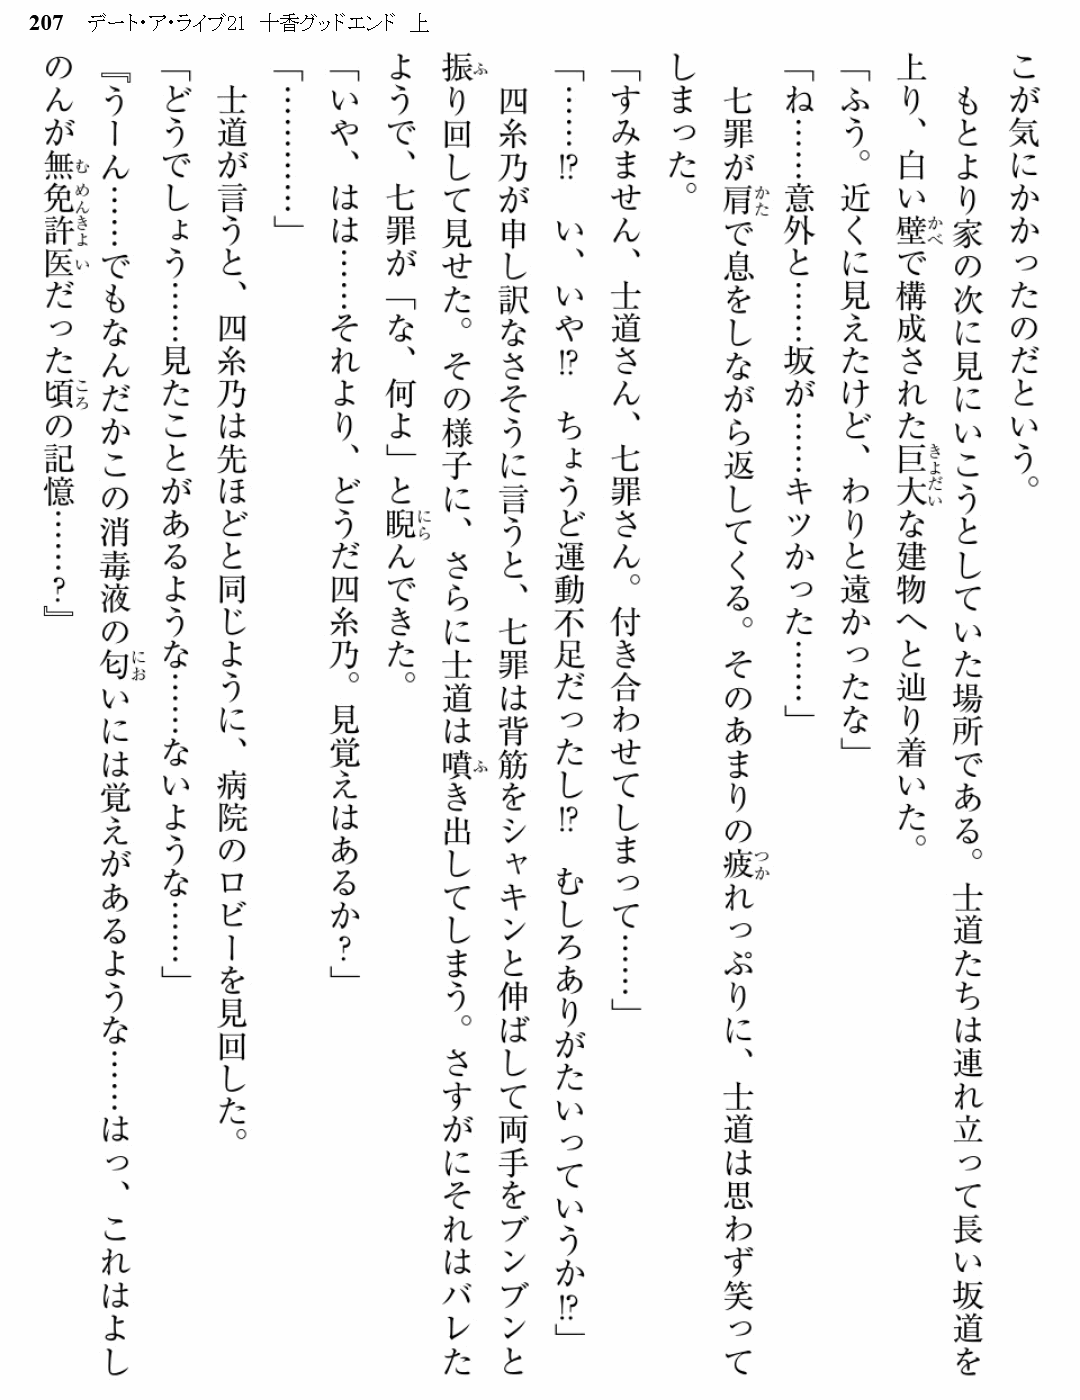 207 デート・ア・ライブ21 十香グッドエンド 上
こが気にかかったのだという。
　もとより家の次に見にいこうとしていた場所である。士道たちは連れ立って長い坂道を
上り、白い壁で構成された巨大な建物へと辿り着いた。
「ふう。近くに見えたけど、わりと遠かったな」
「ね……意外と……坂が……キツかった……」
　七罪が肩で息をしながら返してくる。そのあまりの疲れっぷりに、士道は思わず笑って
しまった。
「すみません、士道さん、七罪さん。付き合わせてしまって……」
「……!?　い、いや!?　ちょうど運動不足だったし!?　むしろありがたいっていうか!?」
　四糸乃が申し訳なさそうに言うと、七罪は背筋をシャキンと伸ばして両手をブンブンと
振り回して見せた。その様子に、さらに士道は噴き出してしまう。さすがにそれはバレた
ようで、七罪が「な、何よ」と睨んできた。
「いや、はは……それより、どうだ四糸乃。見覚えはあるか？」
「…………」
　士道が言うと、四糸乃は先ほどと同じように、病院のロビーを見回した。
「どうでしょう……見たことがあるような……ないような……」
『うーん……でもなんだかこの消毒液の匂いには覚えがあるような……はっ、これはよし
のんが無免許医だった頃の記憶……？』